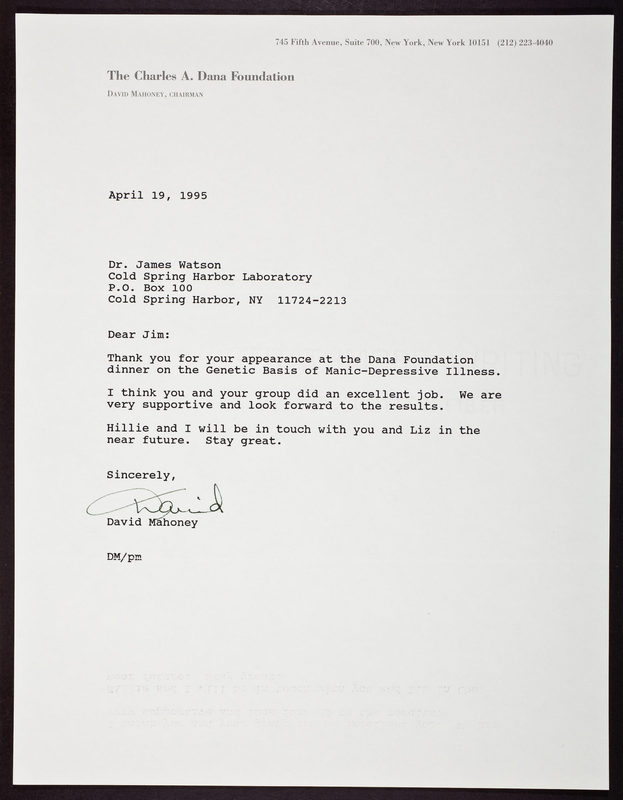 745 Fifth Avenue, Suite 700, New York, New York 10151 (212) 223-4040
The Charles A. Dana Foundation
David Mahoney, chairman
April 19, 1995
Dr. James Watson
Cold Spring Harbor Laboratory
P.O. Box 100
Cold Spring Harbor, NY 11724-2213
Dear Jim:
Thank you for your appearance at the Dana Foundation
dinner on the Genetic Basis of Manic-Depressive Illness.
I think you and your group did an excellent job. We are
very supportive and look forward to the results.
Hillie and I will be in touch with you and Liz in the
near future. Stay great.
Sincerely,
David
David Mahoney
DM/pm